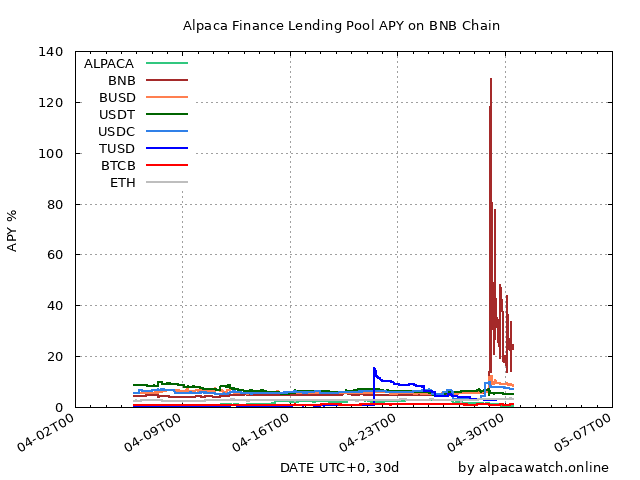 Alpaca Finance Lending Pool APY on BNB Chain
140
120
100
80
60
40
20
0
APY %
ALPACA
BNB
BUSD
USDT
USDC
TUSD
BTCB
ETH
04-02T00
04-09T00
04-16T00
04-23T00
04-30T00
05-07T00
DATE UTC+0, 30d
by alpacawatch.online